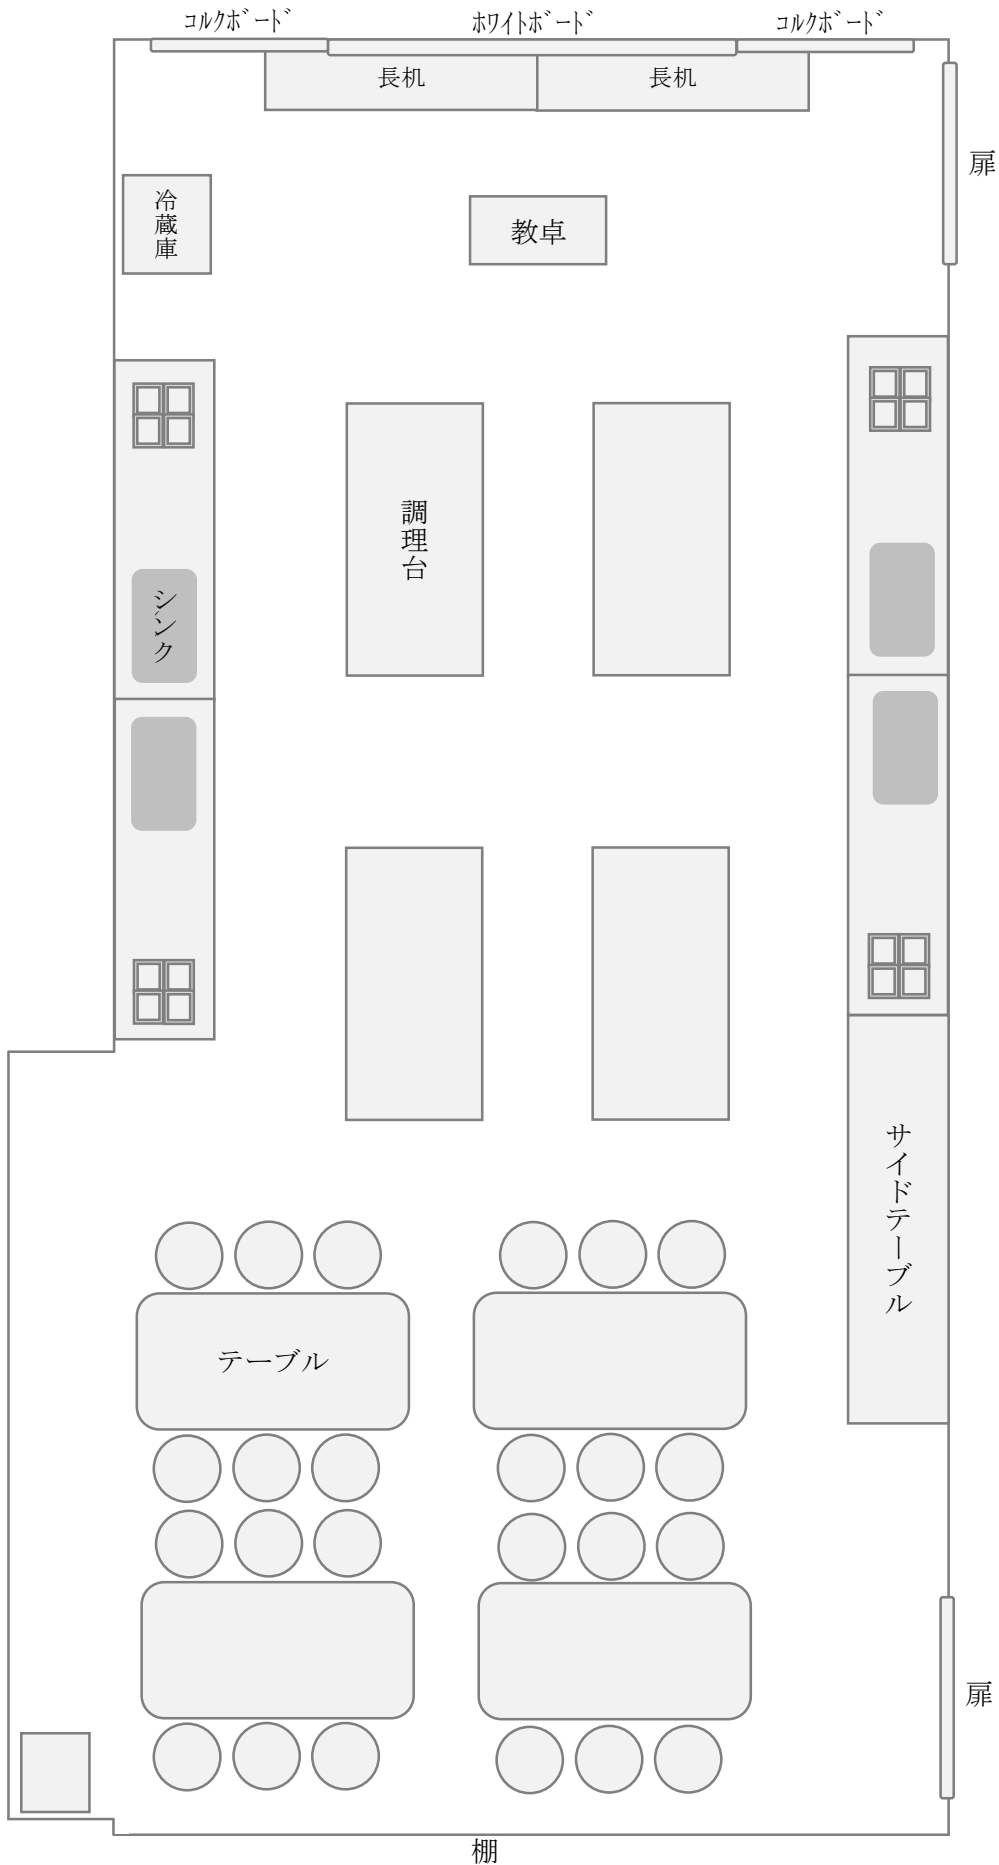 ｺﾙｸﾎﾞｰﾄﾞ
ﾎﾜｲﾄﾎﾞｰﾄﾞ
ｺﾙｸﾎﾞｰﾄﾞ
長机
長机
扉
冷蔵庫
教卓
調理台
シンク
サイドテーブル
テーブル
扉
棚